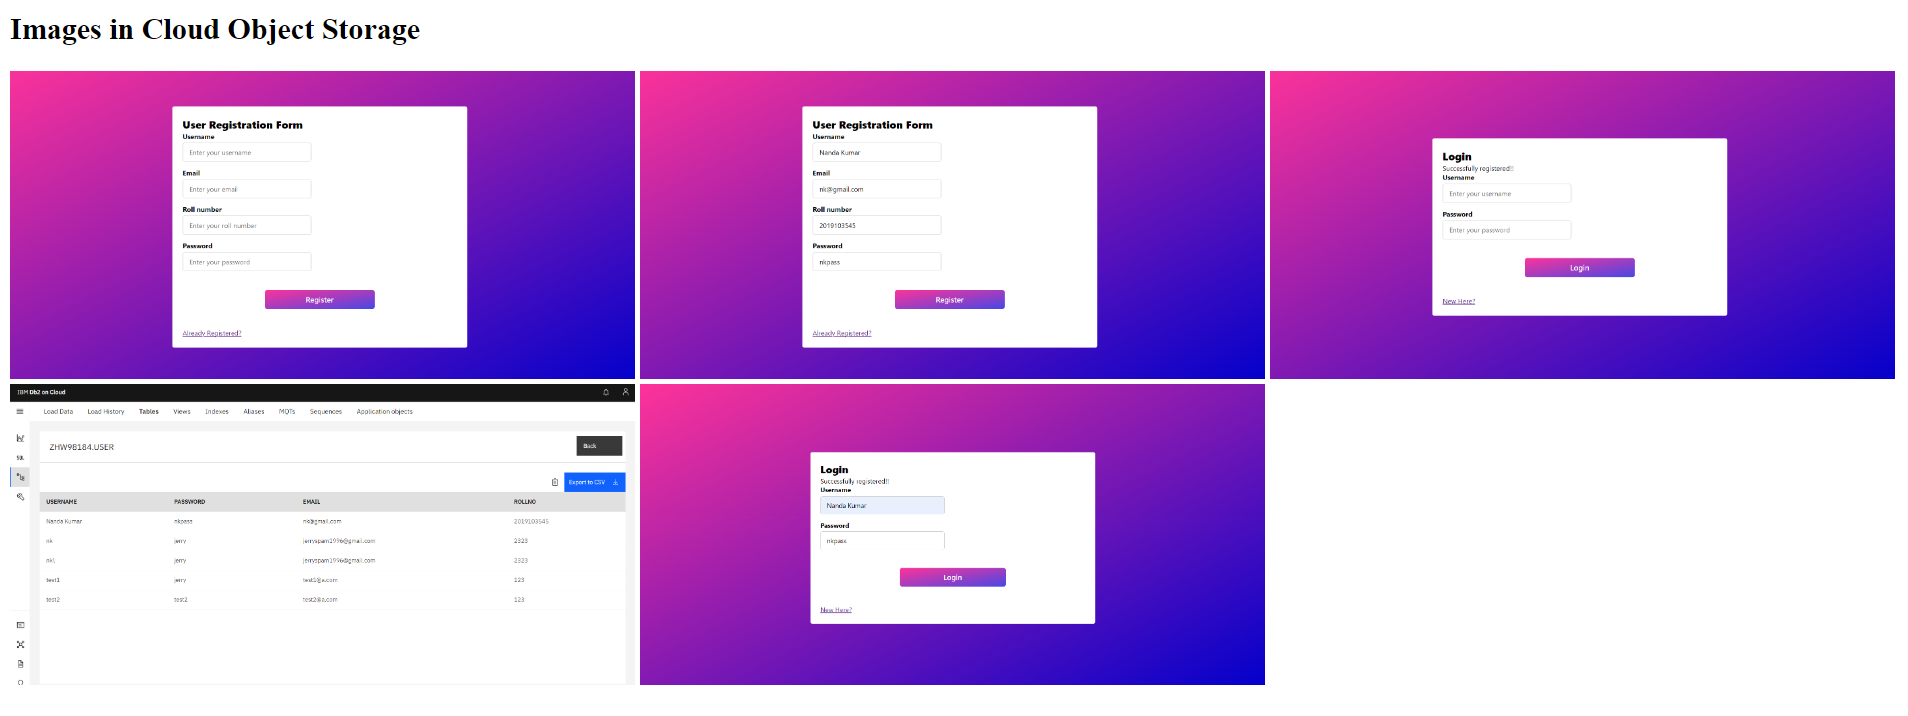 Images in Cloud Object Storage
User Registration Form
Username
Enter your username
Email
Enter your email
Roll number
Enter your roll number
Password
Enter your password
Register
Already Registered?
User Registration Form
Username
Nanda Kumar
Email
nk@gmail.com
Roll number
2019103545
Password
nkpass
Register
Already Registered?
Login
Successfully registered!!
Username
Enter your username
Password
Enter your password
Login
New Here?
IBM Db2 on Cloud
Load Data Load History Tables Views Indexes Aliases MQTs Sequences Application objects
SQL
ZHW98184.USER
Back
Export to CSV
USERNAME PASSWORD EMAIL ROLLNO
Nanda Kumar nkpass nk@gmail.com 2019103545
nk jerry jerryspam1996@gmail.com 2323
nk\ jerry jerryspam1996@gmail.com 2323
test1 jerry test1@a.com 123
test2 test2 test2@a.com 123
Login
Successfully registered!!
Username
Nanda Kumar
Password
nkpass
Login
New Here?